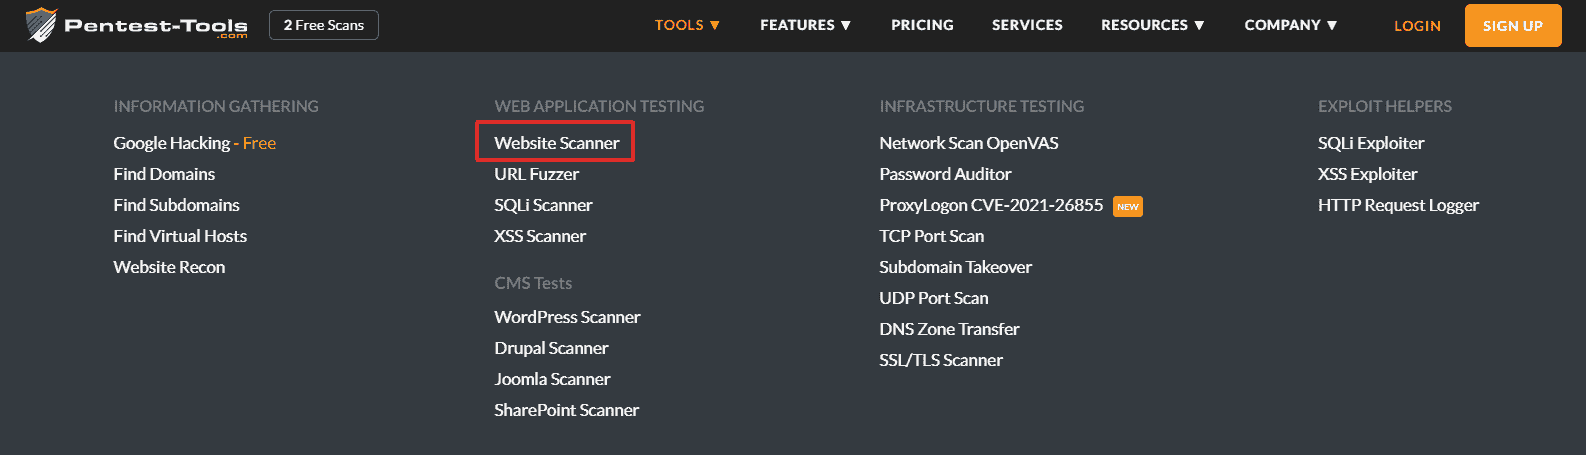 Pentest-Tools
.com
2 Free Scans
TOOLS ▼
FEATURES ▼
PRICING
SERVICES
RESOURCES ▼
COMPANY ▼
LOGIN
SIGN UP
INFORMATION GATHERING
Google Hacking - Free
Find Domains
Find Subdomains
Find Virtual Hosts
Website Recon
WEB APPLICATION TESTING
Website Scanner
URL Fuzzer
SQLi Scanner
XSS Scanner
CMS Tests
WordPress Scanner
Drupal Scanner
Joomla Scanner
SharePoint Scanner
INFRASTRUCTURE TESTING
Network Scan OpenVAS
Password Auditor
ProxyLogon CVE-2021-26855 NEW
TCP Port Scan
Subdomain Takeover
UDP Port Scan
DNS Zone Transfer
SSL/TLS Scanner
EXPLOIT HELPERS
SQLi Exploiter
XSS Exploiter
HTTP Request Logger